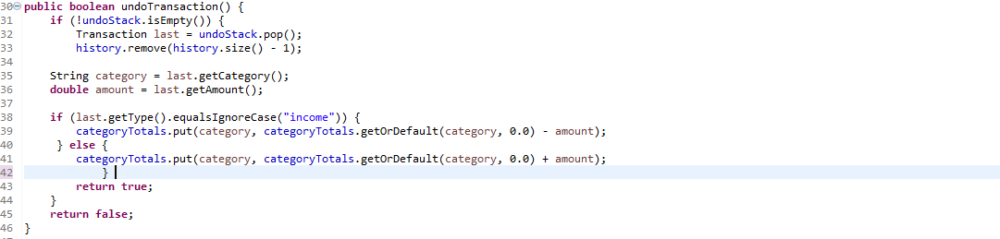 30 public boolean undoTransaction() {
31     if (!undoStack.isEmpty()) {
32         Transaction last = undoStack.pop();
33         history.remove(history.size() - 1);
34
35     String category = last.getCategory();
36     double amount = last.getAmount();
37
38     if (last.getType().equalsIgnoreCase("income")) {
39         categoryTotals.put(category, categoryTotals.getOrDefault(category, 0.0) - amount);
40      } else {
41         categoryTotals.put(category, categoryTotals.getOrDefault(category, 0.0) + amount);
42             }
43         return true;
44     }
45     return false;
46 }